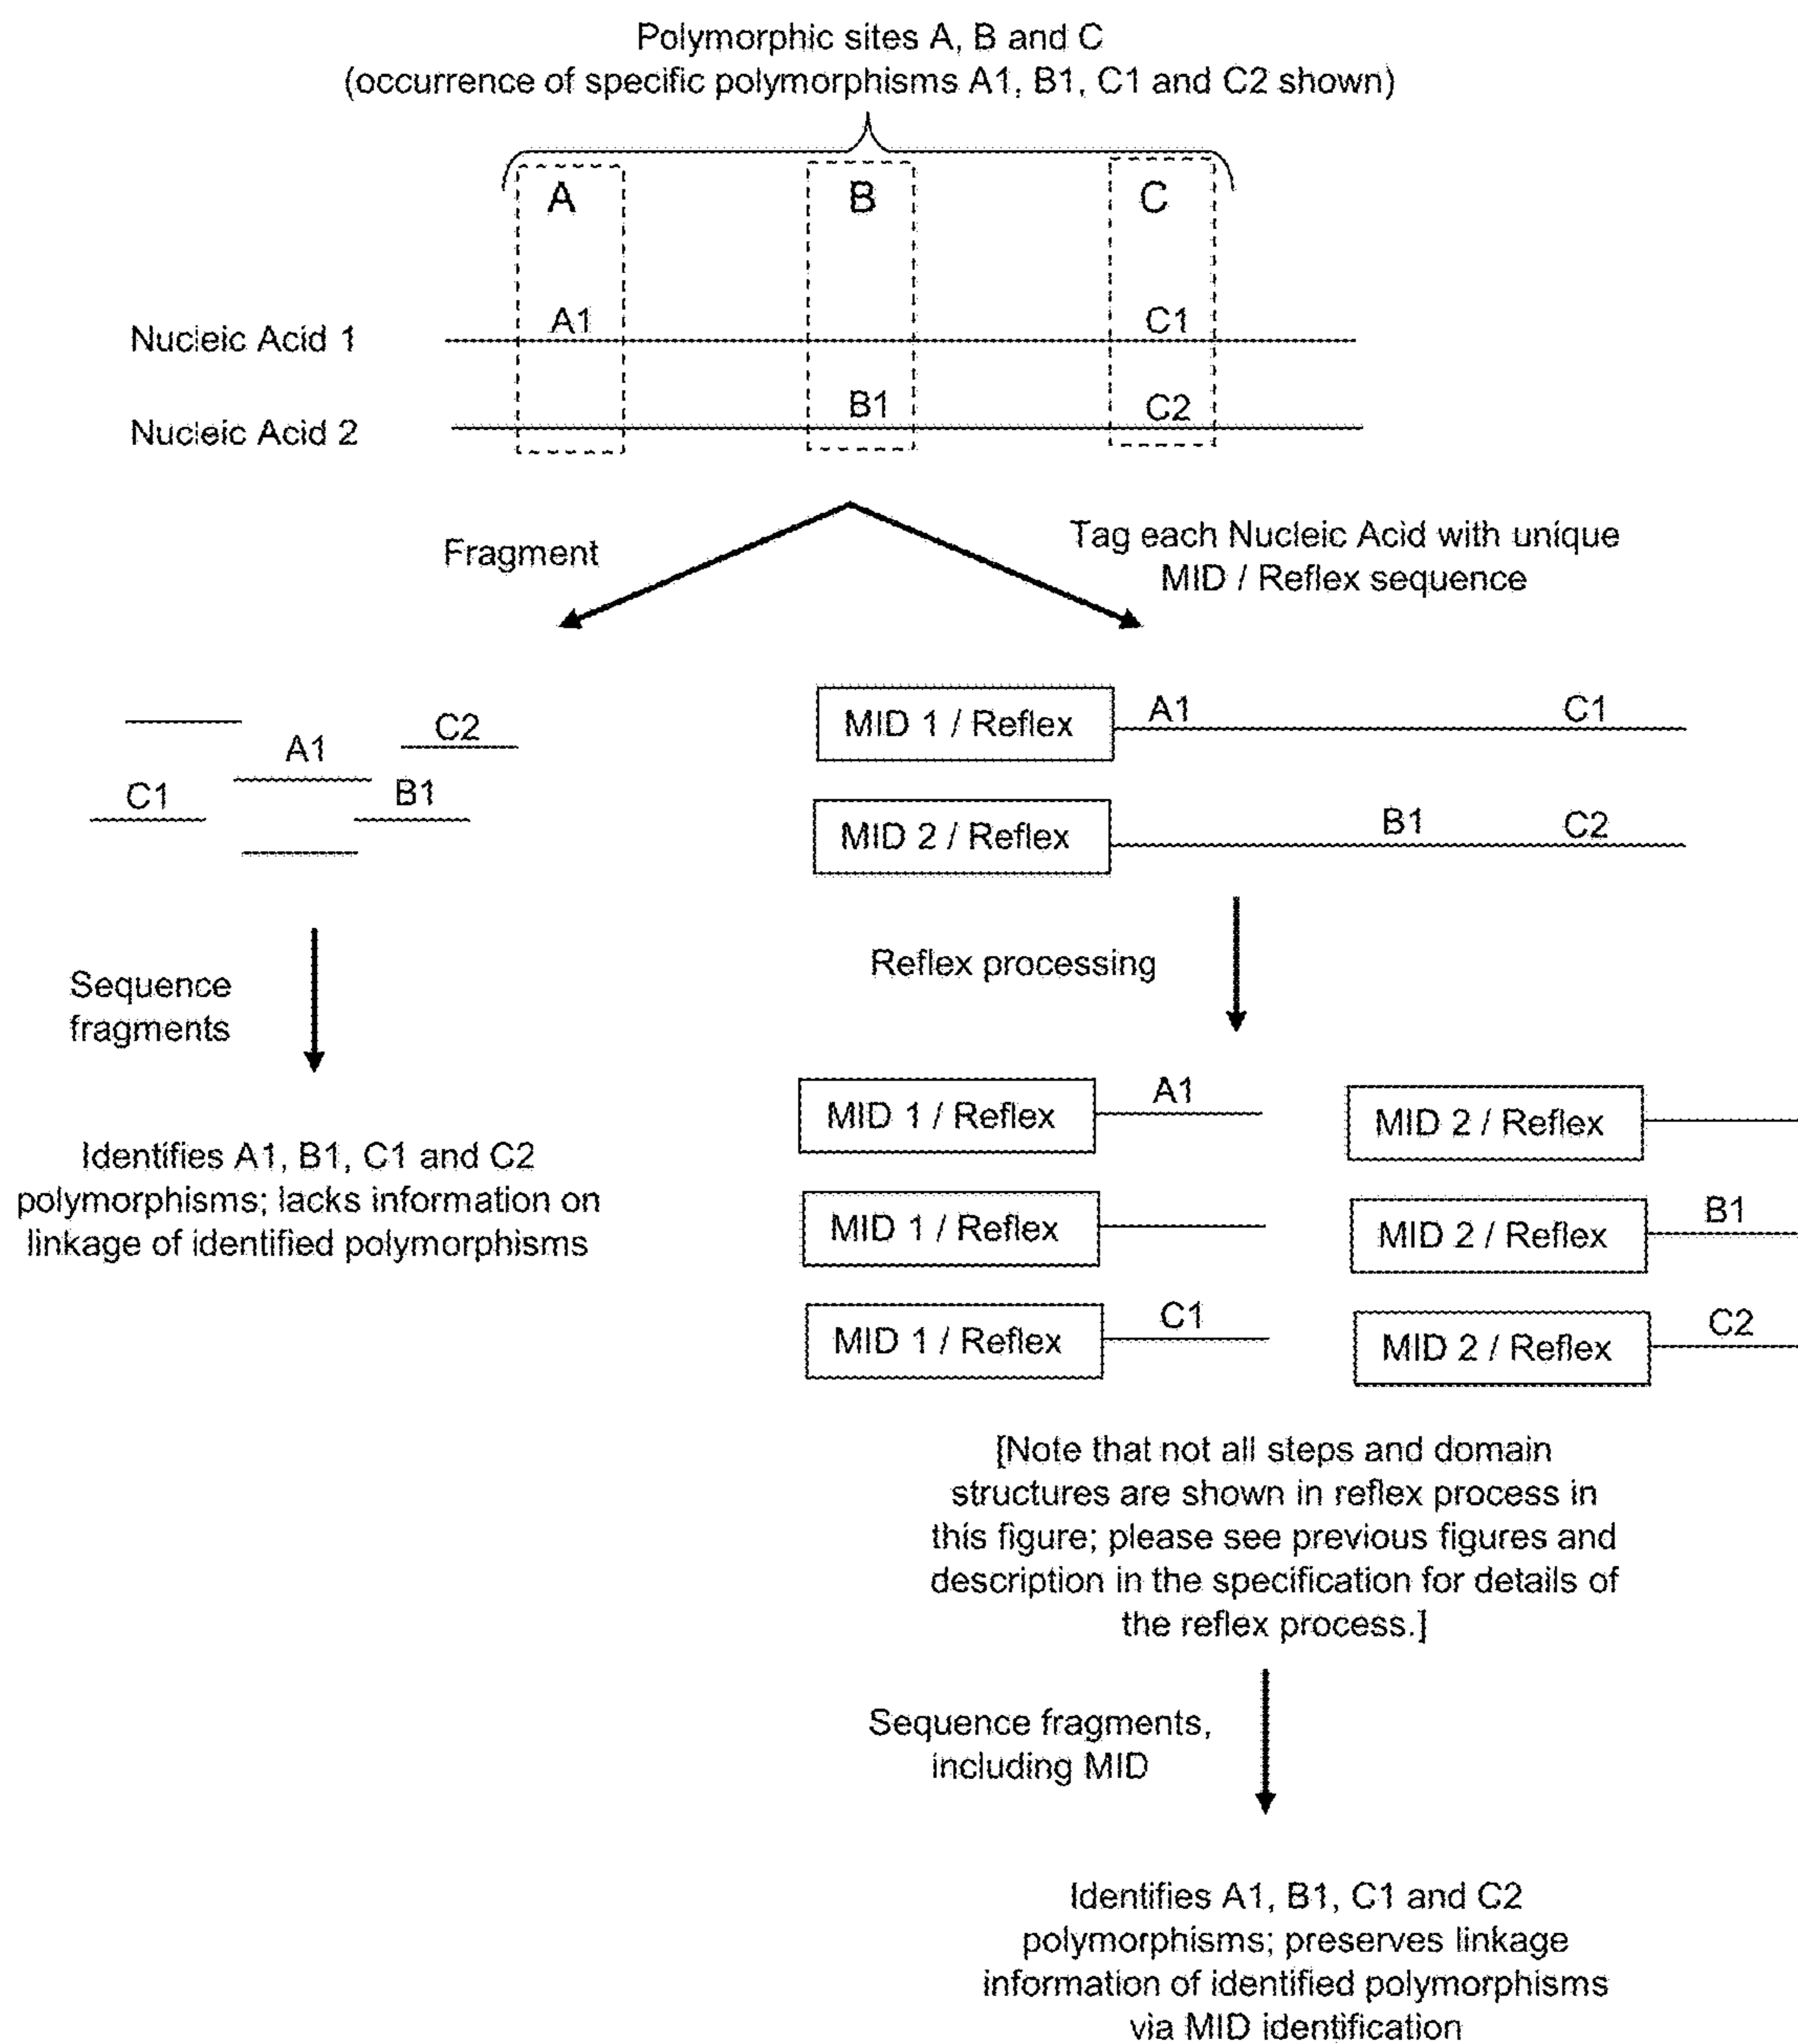 Polymorphic sites A, B and C
(occurrence of specific polymorphisms A1, B1, C1 and C2 shown)
A B C
A1 C1
Nucleic Acid 1
B1 C2
Nucleic Acid 2
Fragment
Tag each Nucleic Acid with unique
MID / Reflex sequence
C2
A1
C1 B1
MID 1 / Reflex A1 C1
MID 2 / Reflex B1 C2
Sequence
fragments
Reflex processing
Identifies A1, B1, C1 and C2
polymorphisms; lacks information on
linkage of identified polymorphisms
MID 1 / Reflex A1 MID 2 / Reflex
MID 1 / Reflex MID 2 / Reflex B1
MID 1 / Reflex C1 MID 2 / Reflex C2
[Note that not all steps and domain
structures are shown in reflex process in
this figure; please see previous figures and
description in the specification for details of
the reflex process.]
Sequence fragments,
including MID
Identifies A1, B1, C1 and C2
polymorphisms; preserves linkage
information of identified polymorphisms
via MID identification